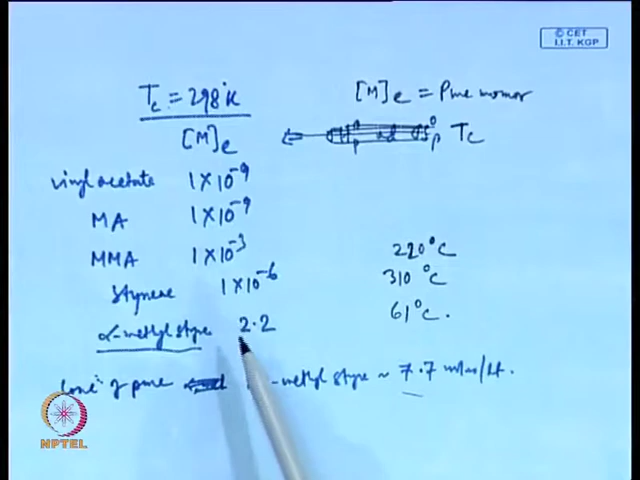 © CET
I.I.T. KGP
Tc = 298°K
[M]e = Pure monomer
[M]e
Tc
vinyl acetate 1 × 10⁻⁹
MA 1 × 10⁻⁹
MMA 1 × 10⁻³ 220°C
Styrene 1 × 10⁻⁶ 310°C
α-methyl styre 2.2 61°C.
Conc" of pure -methyl styre ~ 7.7 moles/Lt.
NPTEL